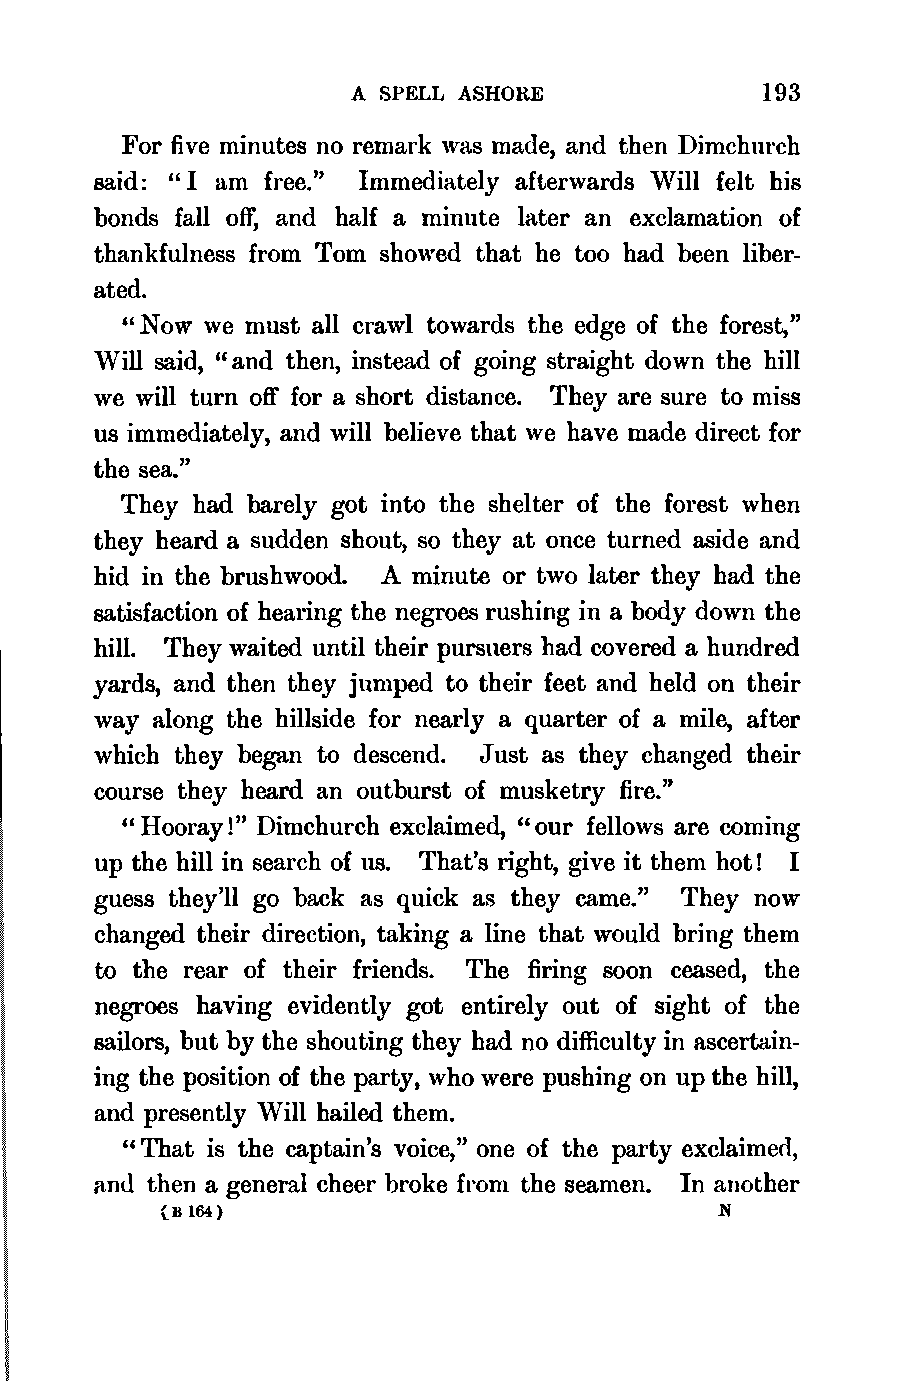 A SPELL ASHORE 193
For five minutes no remark was made, and then Dimchurch
said: "I am free." Immediately afterwards Will felt his
bonds fall off, and half a minute later an exclamation of
thankfulness from Tom showed that he too had been liber-
ated.
"Now we must all crawl towards the edge of the forest,"
Will said, "and then, instead of going straight down the hill
we will turn off for a short distance. They are sure to miss
us immediately, and will believe that we have made direct for
the sea."
They had barely got into the shelter of the forest when
they heard a sudden shout, so they at once turned aside and
hid in the brushwood. A minute or two later they had the
satisfaction of hearing the negroes rushing in a body down the
hill. They waited until their pursuers had covered a hundred
yards, and then they jumped to their feet and held on their
way along the hillside for nearly a quarter of a mile, after
which they began to descend. Just as they changed their
course they heard an outburst of musketry fire."
"Hooray!" Dimchurch exclaimed, "our fellows are coming
up the hill in search of us. That's right, give it them hot! I
guess they'll go back as quick as they came." They now
changed their direction, taking a line that would bring them
to the rear of their friends. The firing soon ceased, the
negroes having evidently got entirely out of sight of the
sailors, but by the shouting they had no difficulty in ascertain-
ing the position of the party, who were pushing on up the hill,
and presently Will hailed them.
"That is the captain's voice," one of the party exclaimed,
and then a general cheer broke from the seamen. In another
(B 164) N